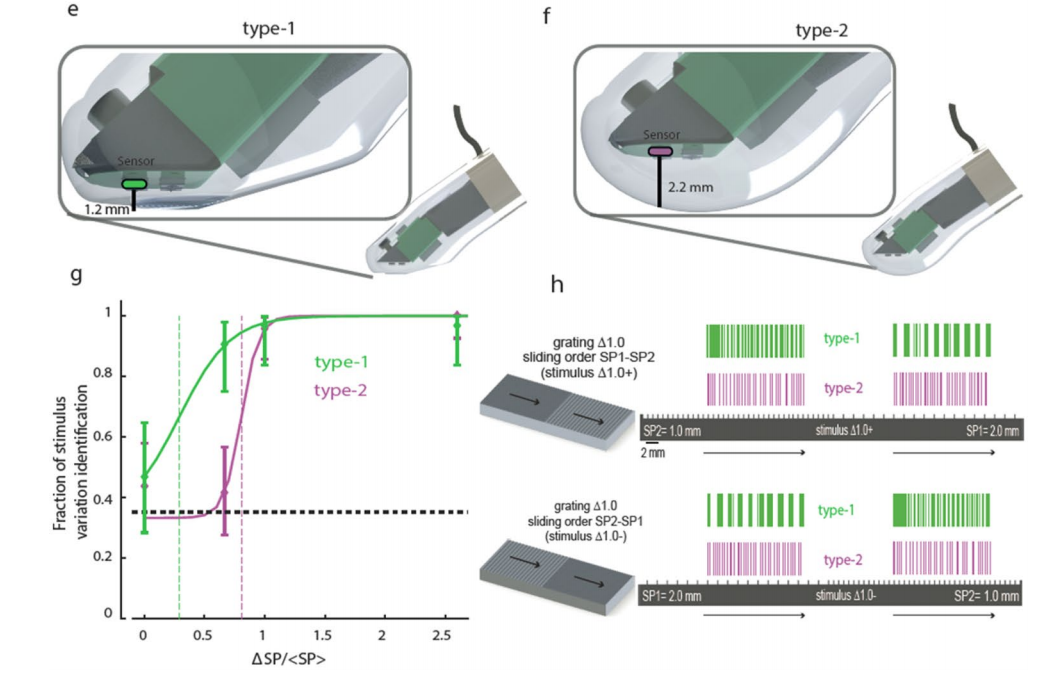 e
type-1
Sensor
1.2 mm
f
type-2
Sensor
2.2 mm
g
Fraction of stimulus
variation identification
1
0.8
0.6
0.4
0.2
0
type-1
type-2
0
0.5
1
1.5
2
2.5
ΔSP/<SP>
h
grating Δ1.0
sliding order SP1-SP2
(stimulus Δ1.0+)
type-1
type-2
SP2= 1.0 mm
stimulus Δ1.0+
SP1= 2.0 mm
2 mm
grating Δ1.0
sliding order SP2-SP1
(stimulus Δ1.0-)
type-1
type-2
SP1= 2.0 mm
stimulus Δ1.0-
SP2= 1.0 mm